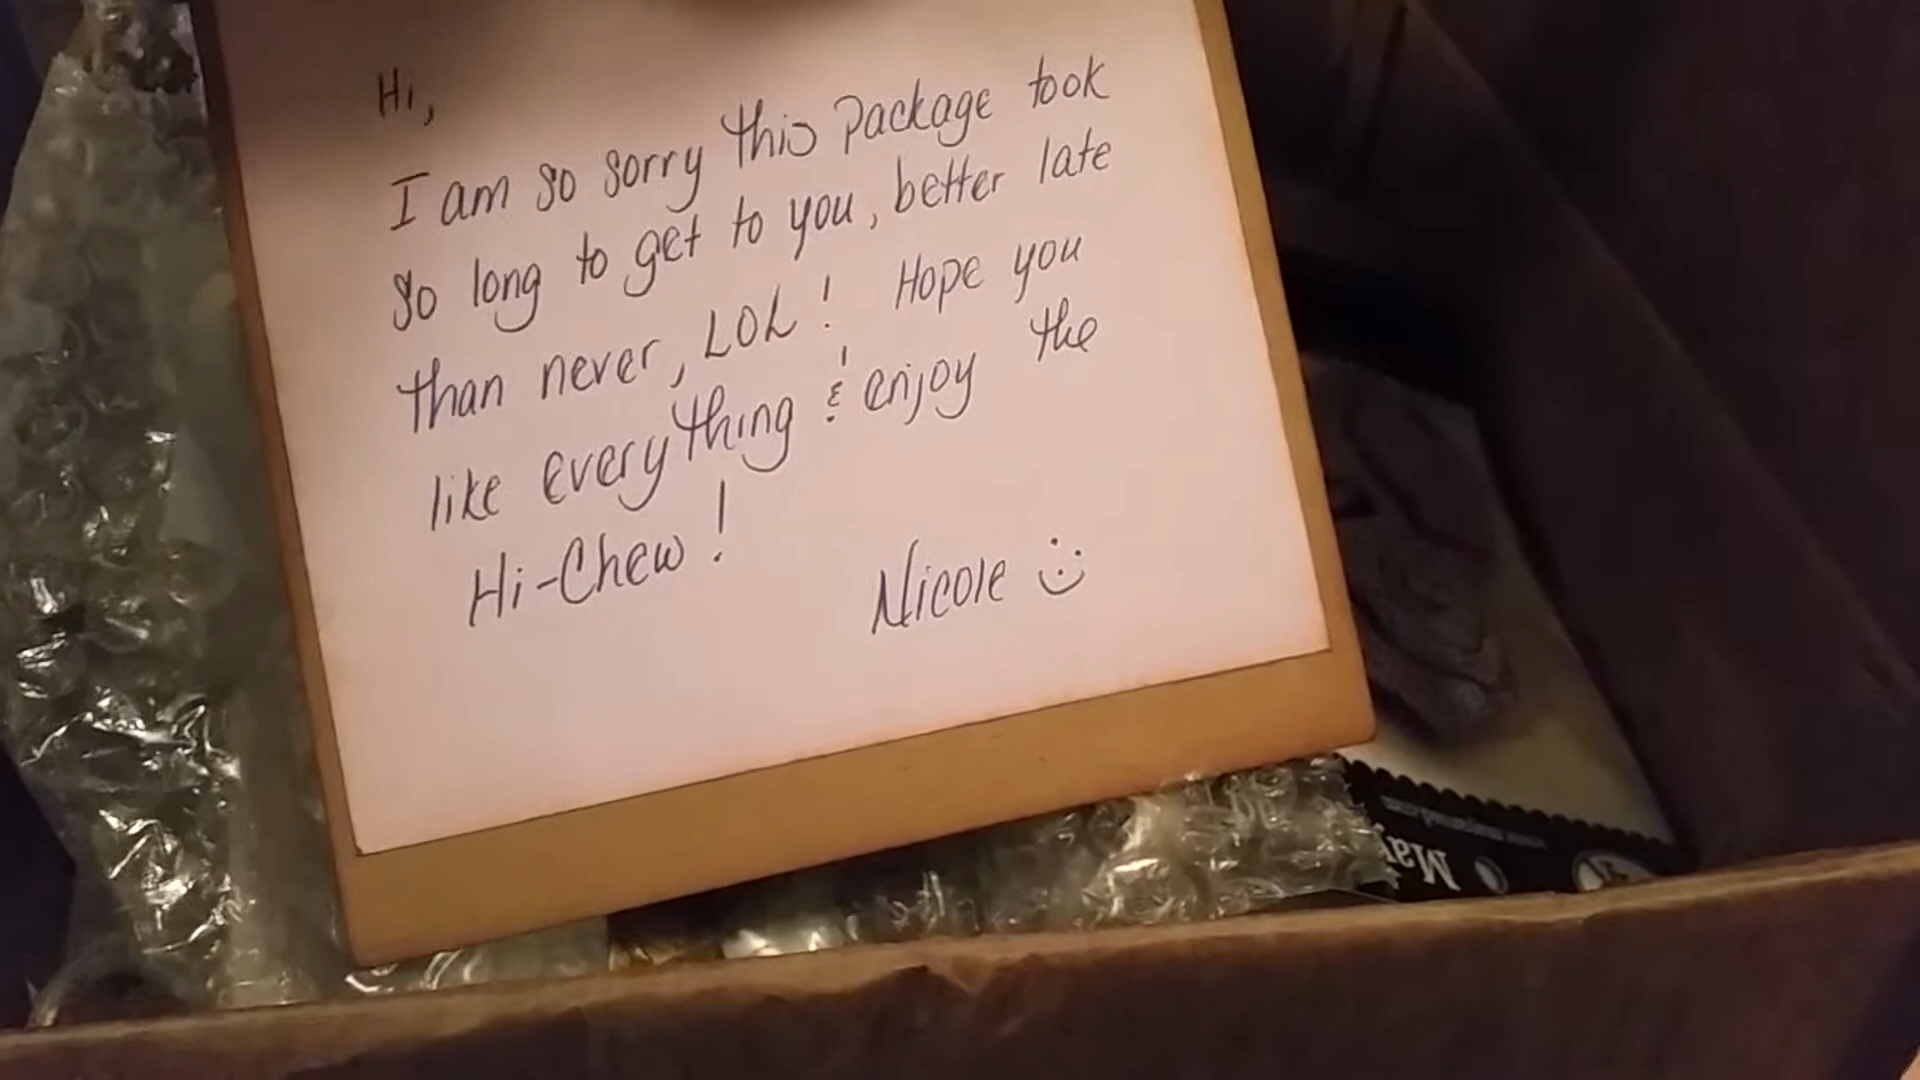 Hi,
I am so sorry this Package took
so long to get to you, better late
than never, LOL! Hope you
like everything & enjoy the
Hi-Chew!
Nicole :)